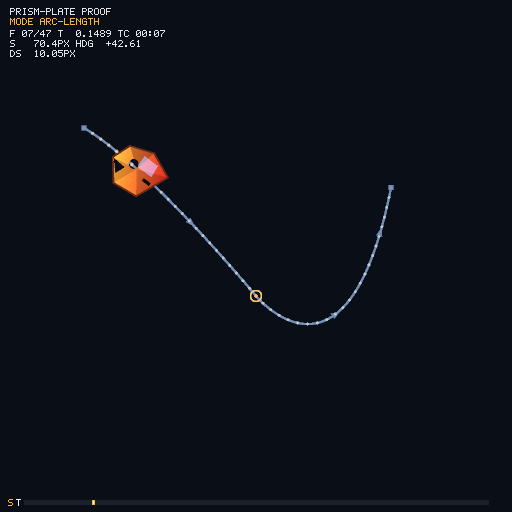 PRISM-PLATE PROOF
MODE ARC-LENGTH
F 07/47 T  0.1489 TC 00:07
S   70.4PX HDG  +42.61
DS  10.05PX
ST